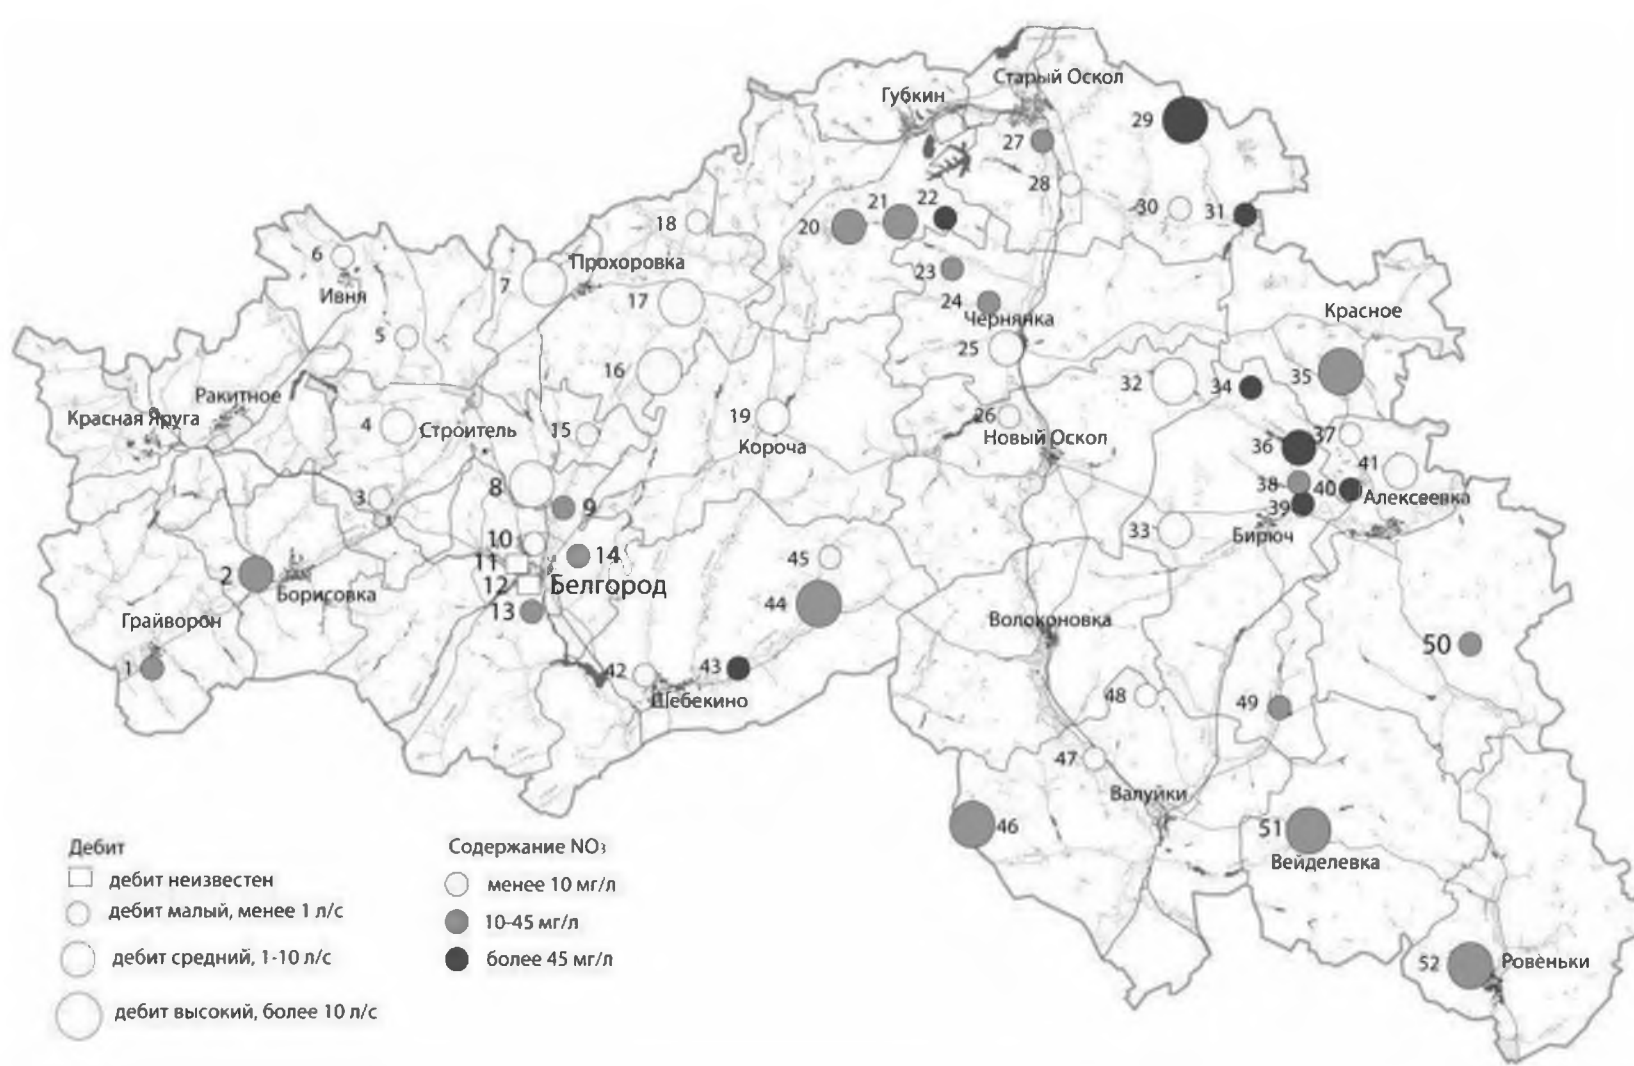 Старый Оскол
Губкин
29
27
28
22
21
30
31
18
20
6
Прохоровка
23
7
Ивня
17
24
Красное
Чернянка
5
25
16
32
34
35
Ракитное
Красная Яруга
19
26
4
Строитель
15
37
Новый Оскол
Короча
36
41
8
38
40
Алексеевка
3
9
39
10
33
Бирюч
14
45
11
2
12
Белгород
Борисовка
44
13
Грайворон
Волоконовка
50
1
42
43
48
Шебекино
49
47
Валуйки
46
51
Вейделевка
52
Ровеньки
Дебит
дебит неизвестен
дебит малый, менее 1 л/с
дебит средний, 1-10 л/с
дебит высокий, более 10 л/с
Содержание NO3
менее 10 мг/л
10-45 мг/л
более 45 мг/л